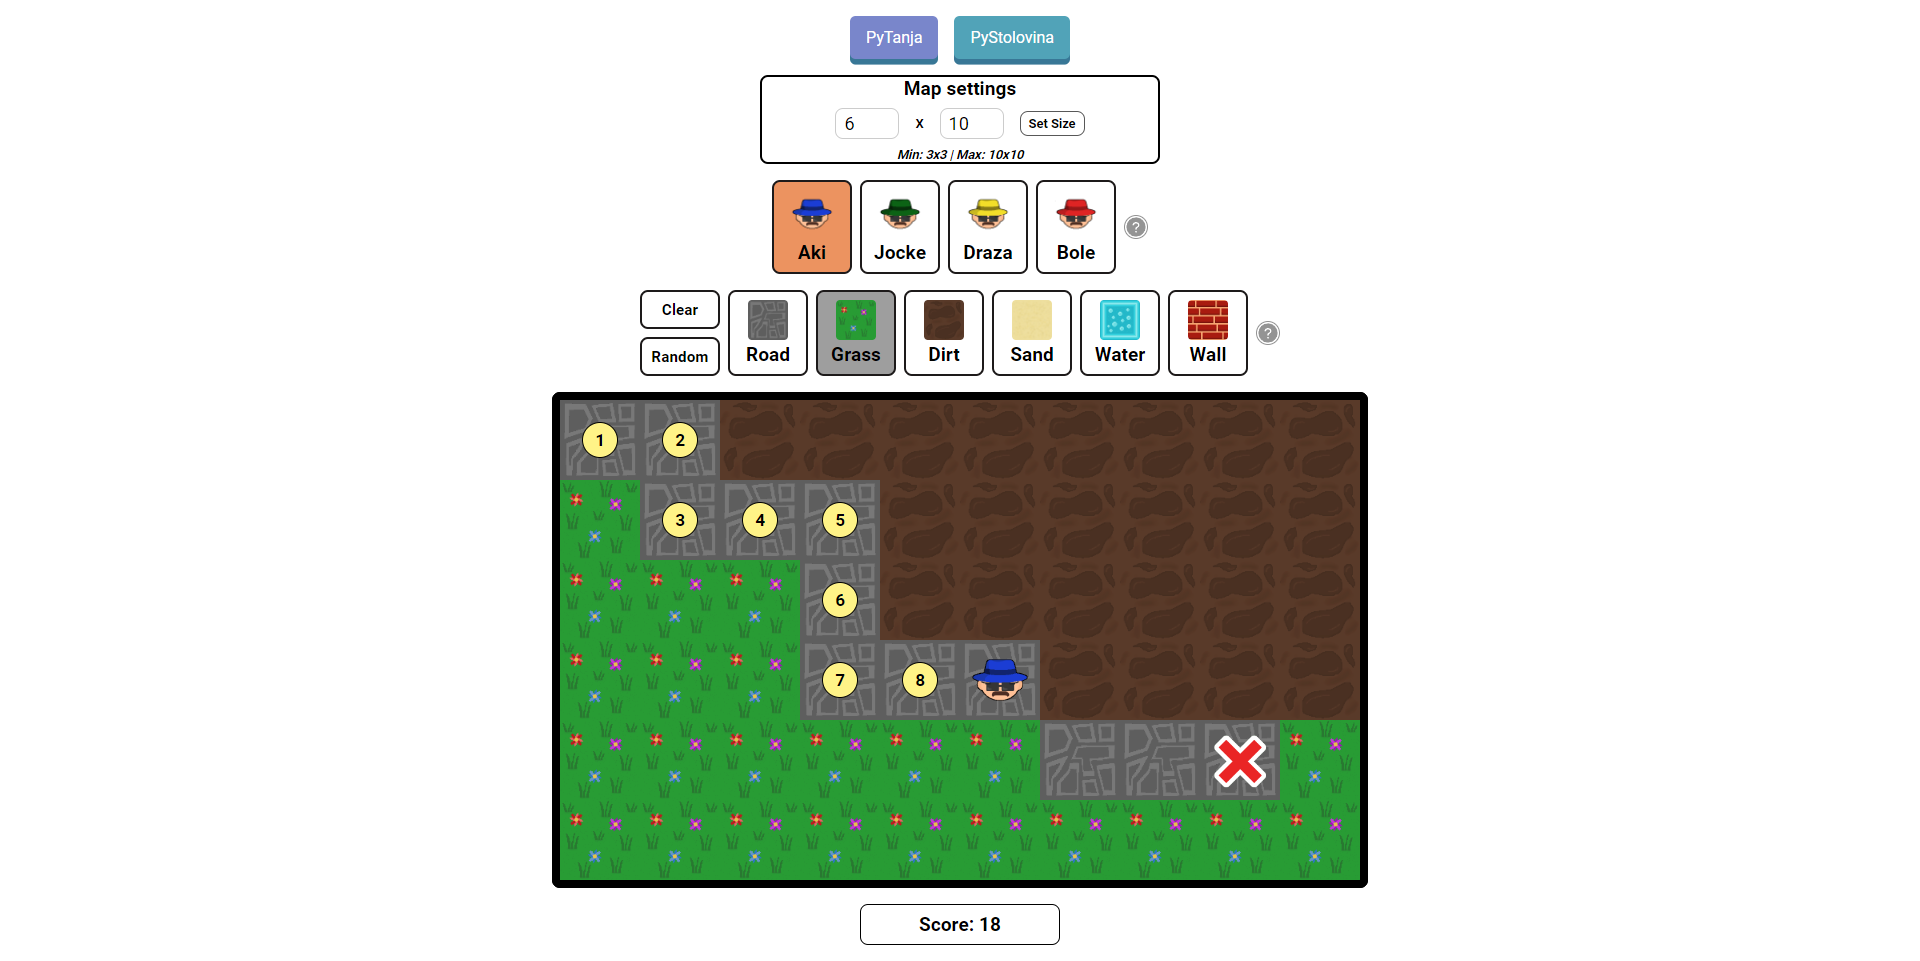 PyTanja PyStolovina
Map settings
6 x 10 Set Size
Min: 3x3 | Max: 10x10
Aki Jocke Draza Bole ?
Clear
Random
Road Grass Dirt Sand Water Wall ?
1 2
3 4 5
6
7 8
Score: 18